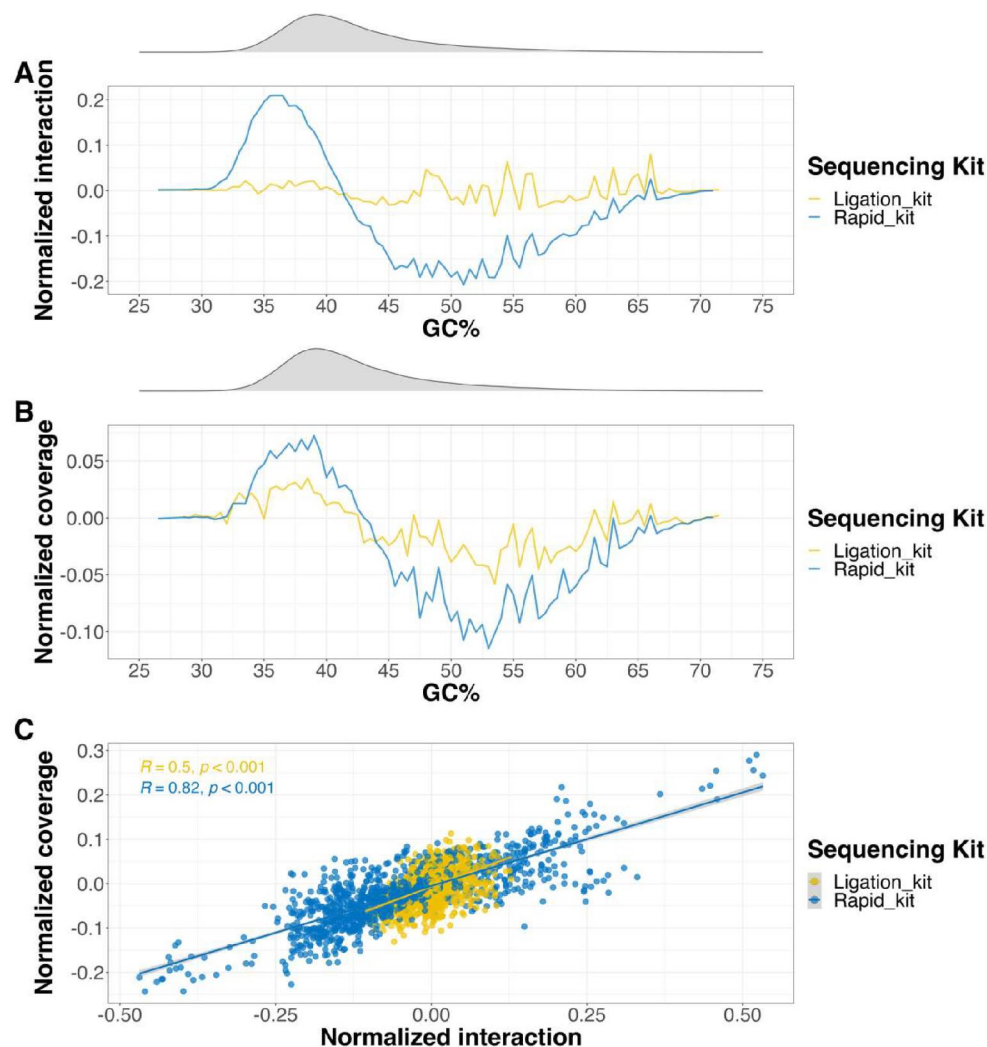 A
Normalized interaction
0.2
0.1
0.0
-0.1
-0.2
25 30 35 40 45 50 55 60 65 70 75
GC%
Sequencing Kit
Ligation_kit
Rapid_kit
B
Normalized coverage
0.05
0.00
-0.05
-0.10
25 30 35 40 45 50 55 60 65 70 75
GC%
Sequencing Kit
Ligation_kit
Rapid_kit
C
Normalized coverage
0.3
0.2
0.1
0.0
-0.1
-0.2
R = 0.5, p < 0.001
R = 0.82, p < 0.001
-0.50 -0.25 0.00 0.25 0.50
Normalized interaction
Sequencing Kit
Ligation_kit
Rapid_kit